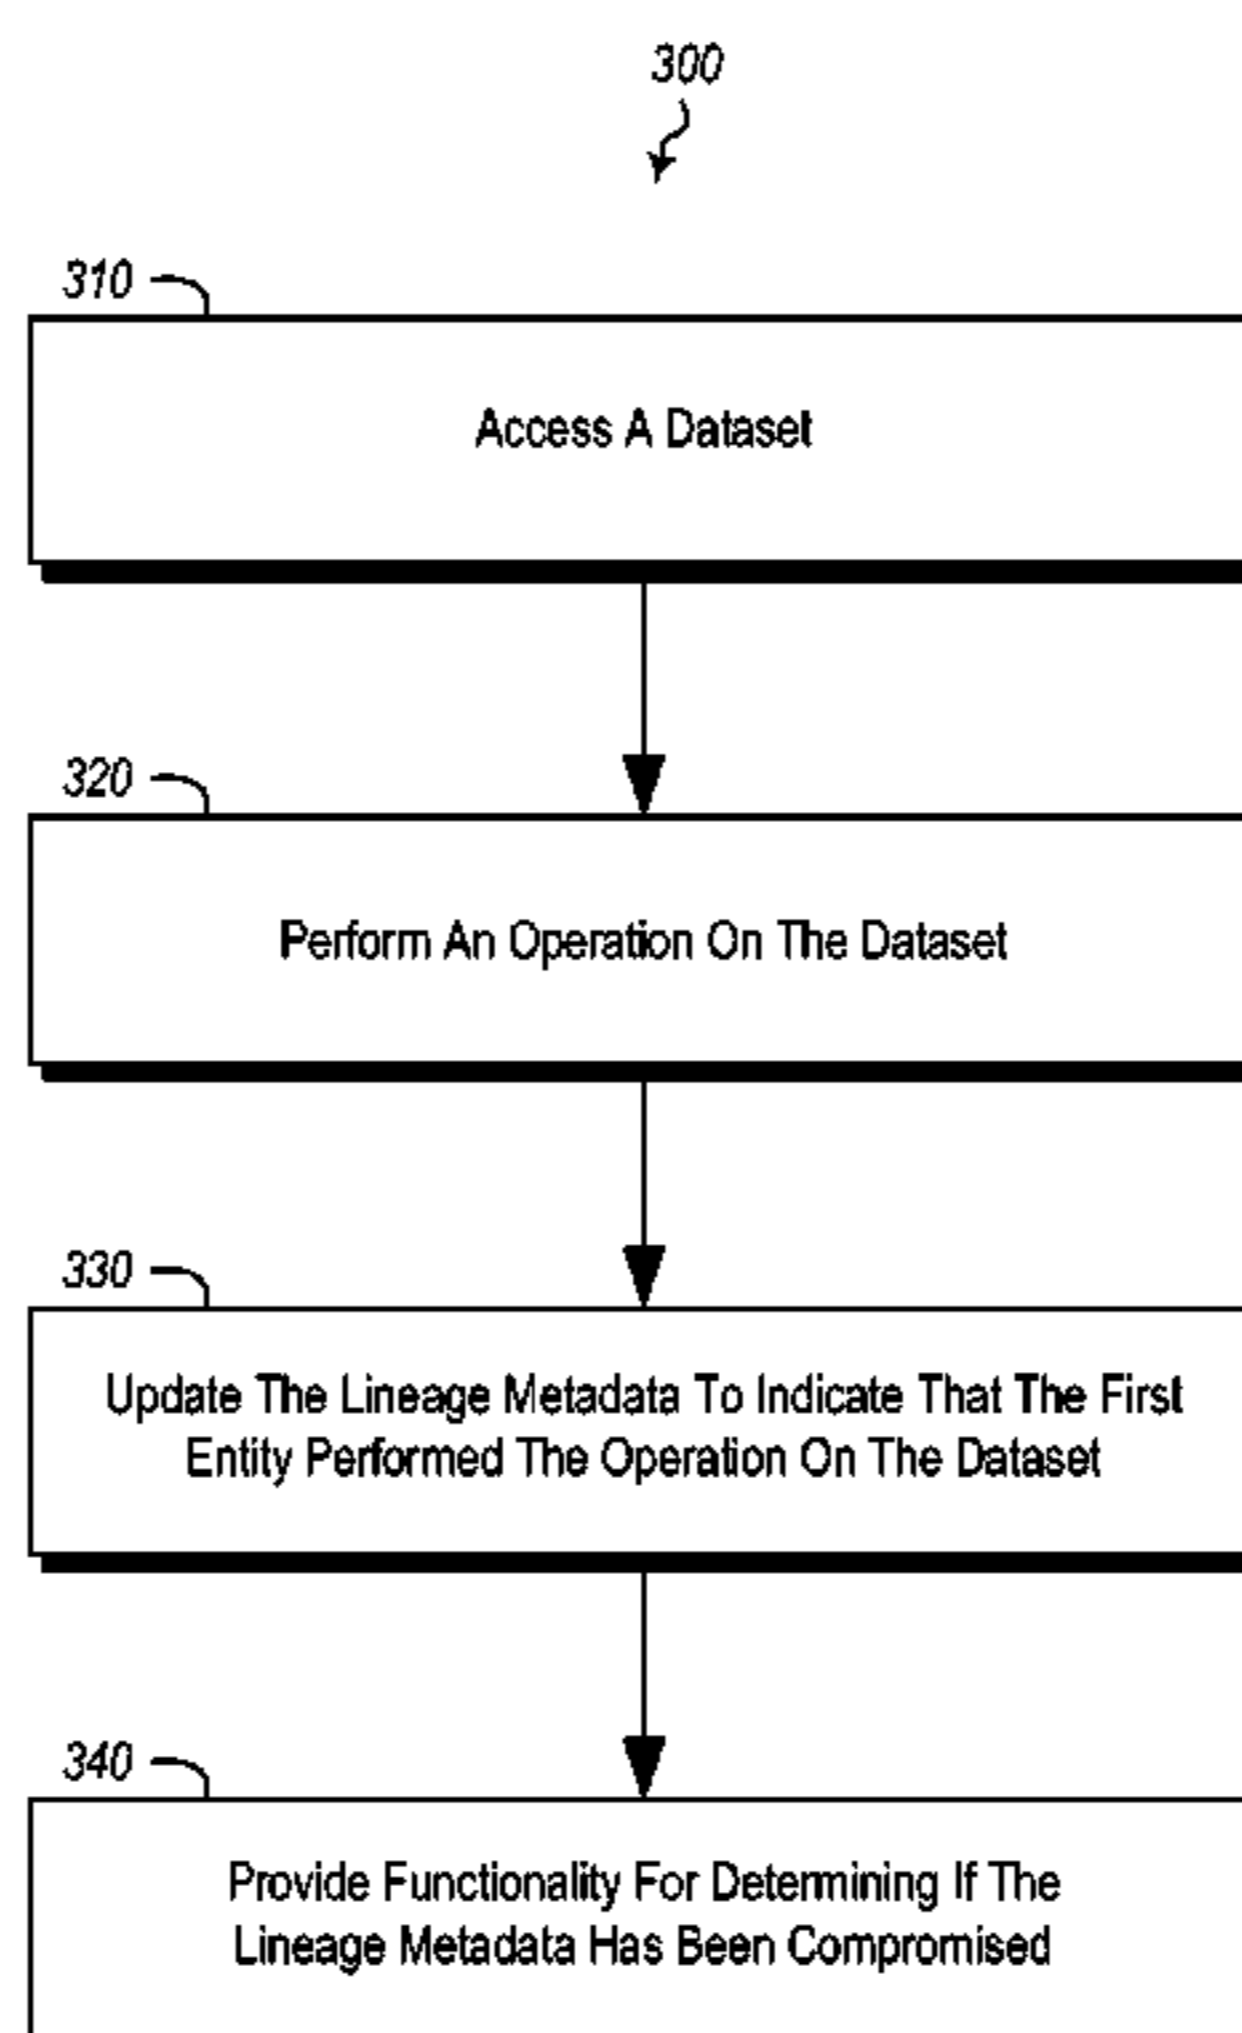 300
310
Access A Dataset
320
Perform An Operation On The Dataset
330
Update The Lineage Metadata To Indicate That The First
Entity Performed The Operation On The Dataset
340
Provide Functionality For Determining If The
Lineage Metadata Has Been Compromised